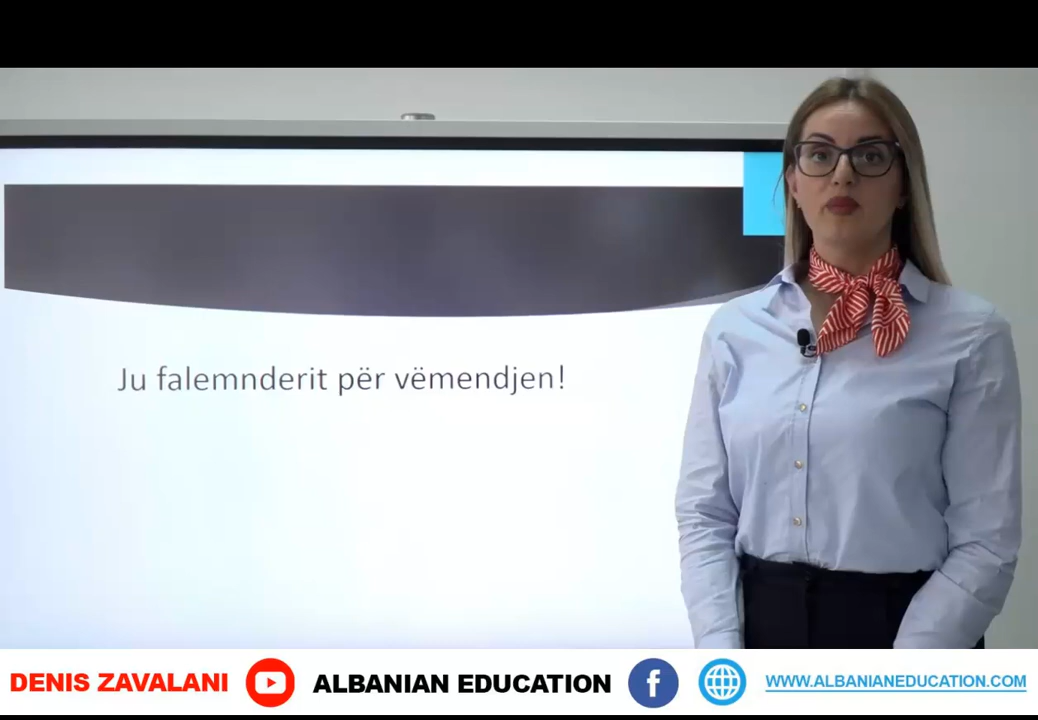 Ju falemnderit për vëmendjen!
DENIS ZAVALANI ALBANIAN EDUCATION WWW.ALBANIANEDUCATION.COM